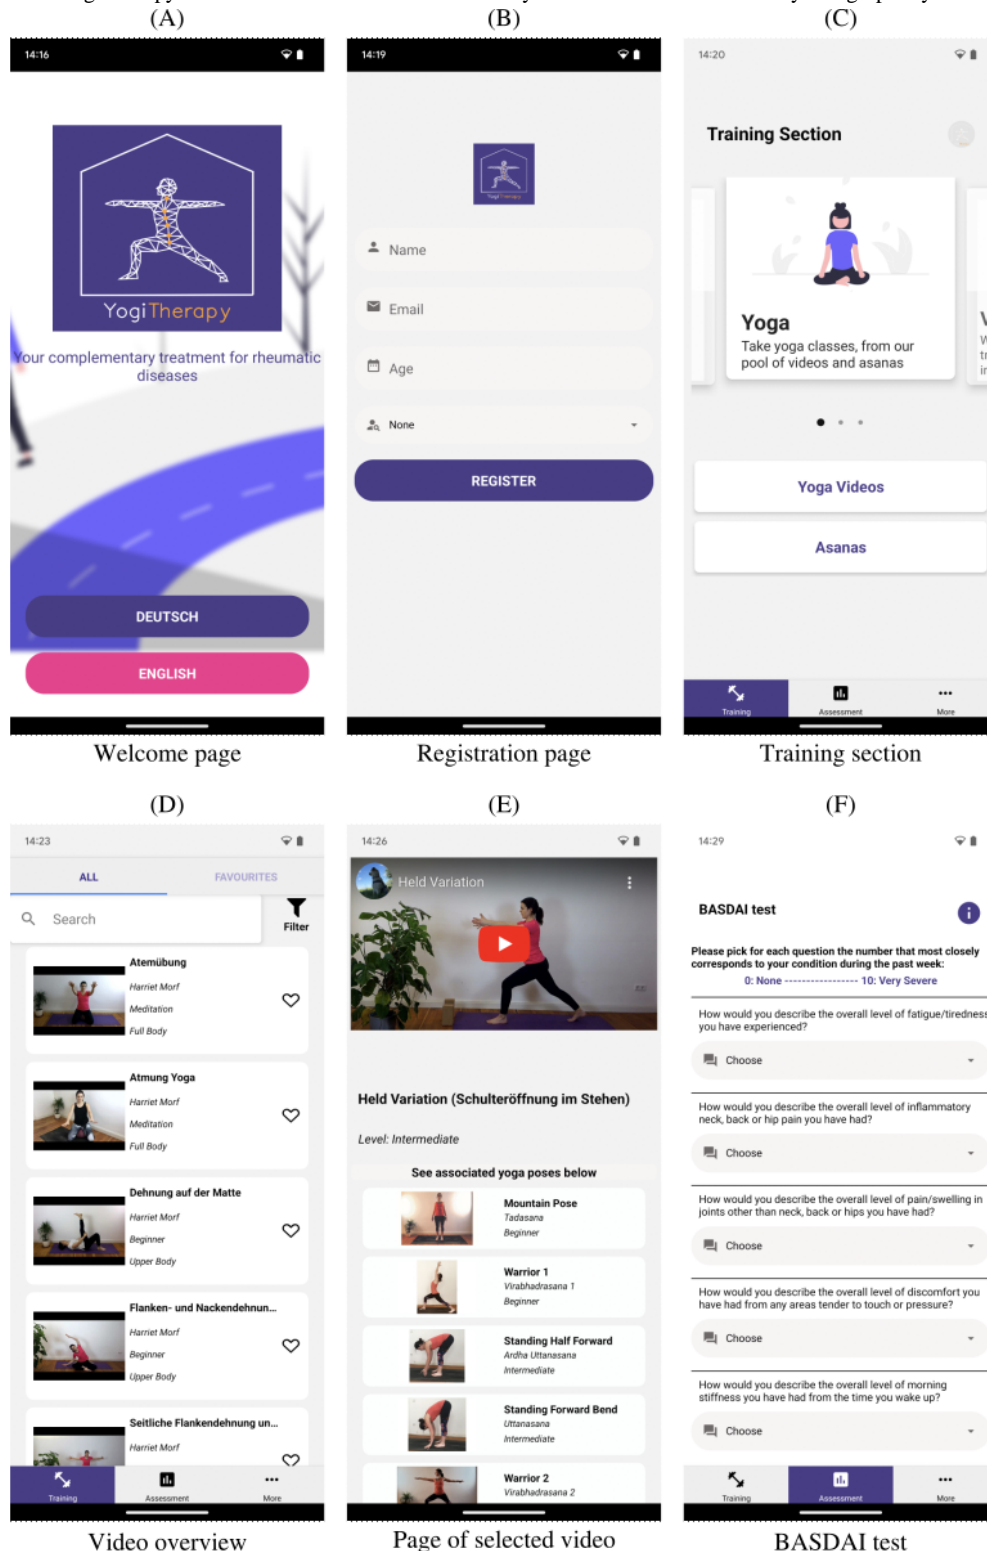 (A)
(B)
(C)
14:16
YogiTherapy
Your complementary treatment for rheumatic
diseases
DEUTSCH
ENGLISH
Welcome page
14:19
YogiTherapy
Name
Email
Age
None
REGISTER
Registration page
14:20
Training Section
Yoga
Take yoga classes, from our
pool of videos and asanas
Yoga Videos
Asanas
Training
Assessment
More
Training section
(D)
(E)
(F)
14:23
ALL
FAVOURITES
Search
Filter
Atemübung
Harriet Morf
Meditation
Full Body
Atmung Yoga
Harriet Morf
Meditation
Full Body
Dehnung auf der Matte
Harriet Morf
Beginner
Upper Body
Flanken- und Nackendehnun...
Harriet Morf
Beginner
Upper Body
Seitliche Flankendehnung un...
Harriet Morf
Training
Assessment
More
Video overview
14:26
Held Variation
Held Variation (Schulteröffnung im Stehen)
Level: Intermediate
See associated yoga poses below
Mountain Pose
Tadasana
Beginner
Warrior 1
Virabhadrasana 1
Beginner
Standing Half Forward
Ardha Uttanasana
Intermediate
Standing Forward Bend
Uttanasana
Intermediate
Warrior 2
Virabhadrasana 2
Page of selected video
14:29
BASDAI test
Please pick for each question the number that most closely
corresponds to your condition during the past week:
0: None ----------------- 10: Very Severe
How would you describe the overall level of fatigue/tiredness
you have experienced?
Choose
How would you describe the overall level of inflammatory
neck, back or hip pain you have had?
Choose
How would you describe the overall level of pain/swelling in
joints other than neck, back or hips you have had?
Choose
How would you describe the overall level of discomfort you
have had from any areas tender to touch or pressure?
Choose
How would you describe the overall level of morning
stiffness you have had from the time you wake up?
Choose
Training
Assessment
More
BASDAI test